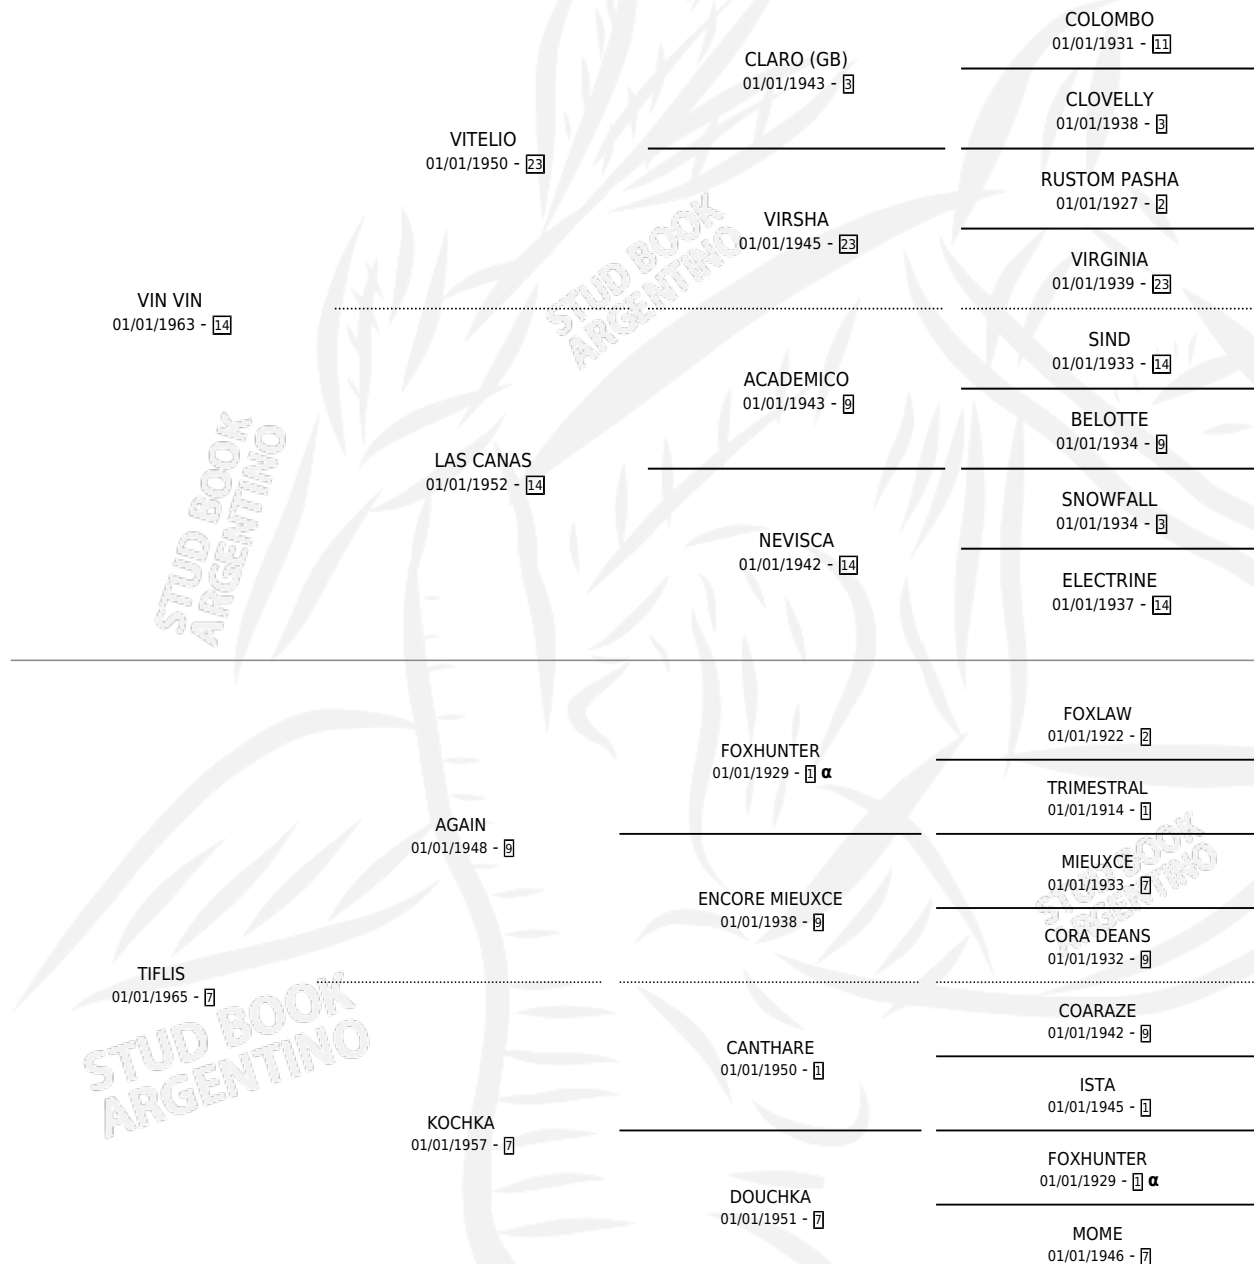 COLOMBO
01/01/1931 - 11
CLARO (GB)
01/01/1943 - 3
CLOVELLY
01/01/1938 - 3
VITELIO
01/01/1950 - 23
RUSTOM PASHA
01/01/1927 - 2
VIRSHA
01/01/1945 - 23
VIRGINIA
01/01/1939 - 23
STUD BOOK
ARGENTINO
VIN VIN
01/01/1963 - 14
SIND
01/01/1933 - 14
ACADEMICO
01/01/1943 - 9
BELOTTE
01/01/1934 - 9
LAS CANAS
01/01/1952 - 14
SNOWFALL
01/01/1934 - 3
NEVISCA
01/01/1942 - 14
ELECTRINE
01/01/1937 - 14
STUD BOOK
ARGENTINO
FOXLAW
01/01/1922 - 2
FOXHUNTER
01/01/1929 - 1 α
TRIMESTRAL
01/01/1914 - 1
AGAIN
01/01/1948 - 9
MIEUXCE
01/01/1933 - 7
STUD BOOK
ARGENTINO
ENCORE MIEUXCE
01/01/1938 - 9
CORA DEANS
01/01/1932 - 9
TIFLIS
01/01/1965 - 7
COARAZE
01/01/1942 - 9
STUD BOOK
ARGENTINO
CANTHARE
01/01/1950 - 1
ISTA
01/01/1945 - 1
KOCHKA
01/01/1957 - 7
FOXHUNTER
01/01/1929 - 1 α
DOUCHKA
01/01/1951 - 7
MOME
01/01/1946 - 7